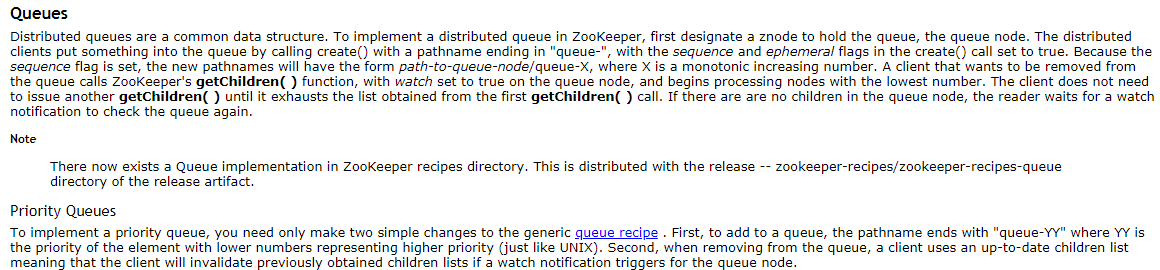 Queues
Distributed queues are a common data structure. To implement a distributed queue in ZooKeeper, first designate a znode to hold the queue, the queue node. The distributed
clients put something into the queue by calling create() with a pathname ending in "queue-", with the sequence and ephemeral flags in the create() call set to true. Because the
sequence flag is set, the new pathnames will have the form path-to-queue-node/queue-X, where X is a monotonic increasing number. A client that wants to be removed from
the queue calls ZooKeeper's getChildren( ) function, with watch set to true on the queue node, and begins processing nodes with the lowest number. The client does not need
to issue another getChildren( ) until it exhausts the list obtained from the first getChildren( ) call. If there are are no children in the queue node, the reader waits for a watch
notification to check the queue again.
Note
There now exists a Queue implementation in ZooKeeper recipes directory. This is distributed with the release -- zookeeper-recipes/zookeeper-recipes-queue
directory of the release artifact.
Priority Queues
To implement a priority queue, you need only make two simple changes to the generic queue recipe . First, to add to a queue, the pathname ends with "queue-YY" where YY is
the priority of the element with lower numbers representing higher priority (just like UNIX). Second, when removing from the queue, a client uses an up-to-date children list
meaning that the client will invalidate previously obtained children lists if a watch notification triggers for the queue node.